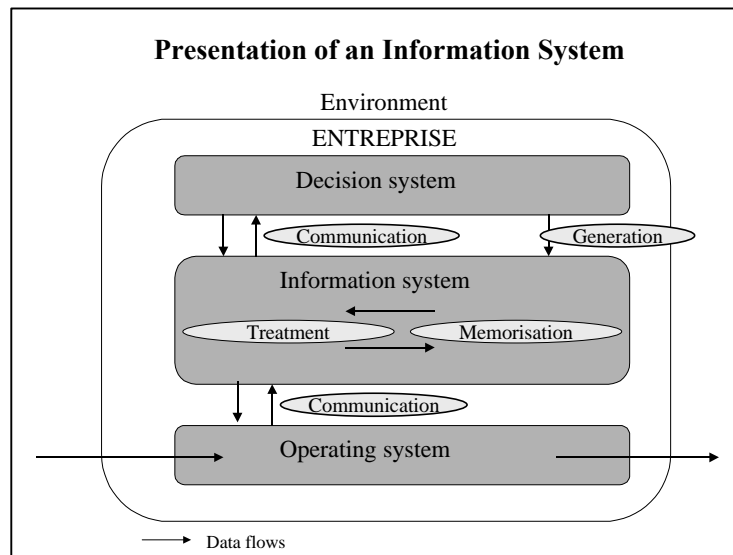 Presentation of an Information System
Environment
ENTREPRISE
Decision system
Communication
Generation
Information system
Treatment
Memorisation
Communication
Operating system
Data flows